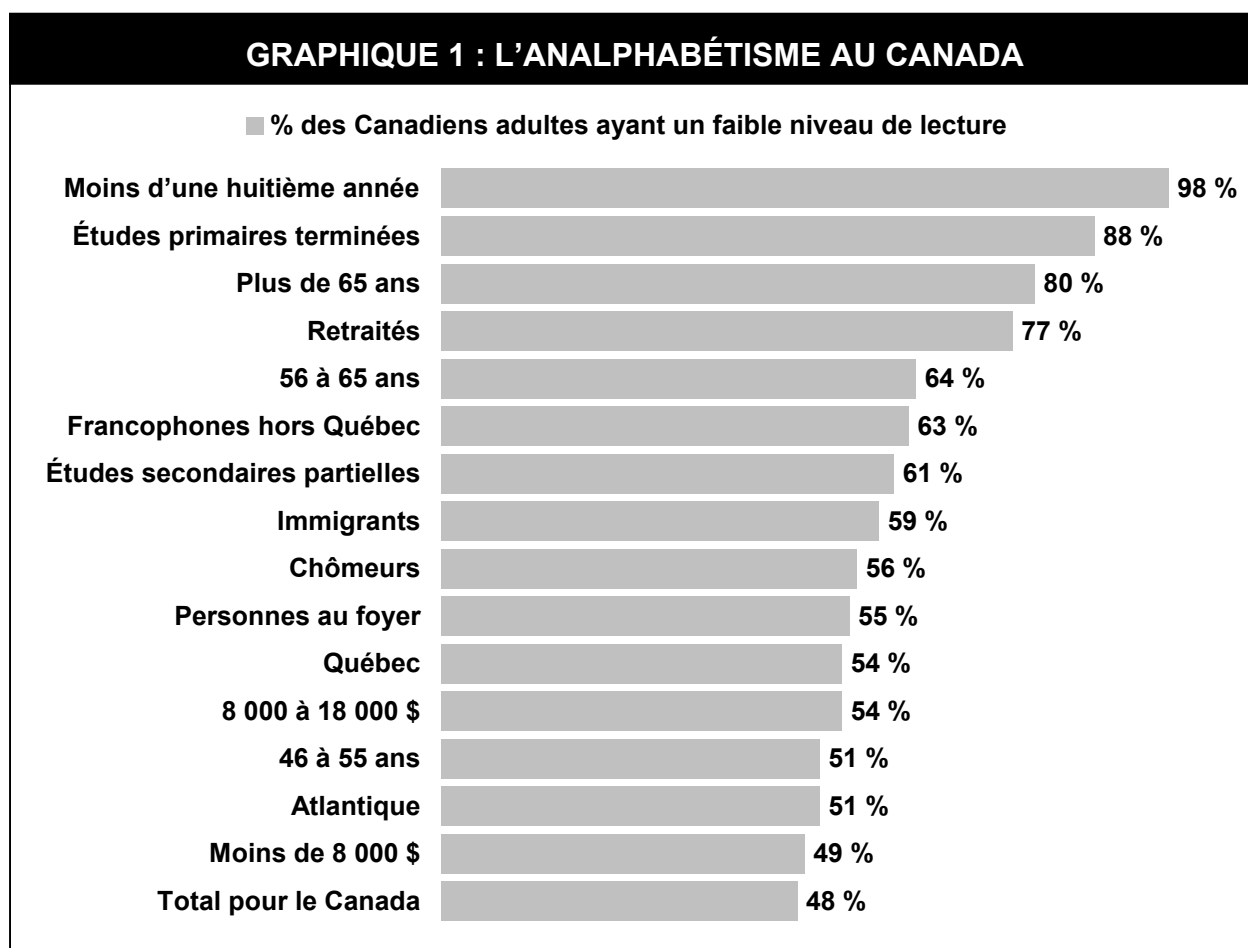 GRAPHIQUE 1 : L’ANALPHABÉTISME AU CANADA
% des Canadiens adultes ayant un faible niveau de lecture
Moins d’une huitième année 98 %
Études primaires terminées 88 %
Plus de 65 ans 80 %
Retraités 77 %
56 à 65 ans 64 %
Francophones hors Québec 63 %
Études secondaires partielles 61 %
Immigrants 59 %
Chômeurs 56 %
Personnes au foyer 55 %
Québec 54 %
8 000 à 18 000 $ 54 %
46 à 55 ans 51 %
Atlantique 51 %
Moins de 8 000 $ 49 %
Total pour le Canada 48 %